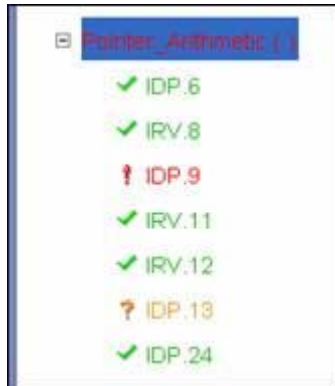 Pointer_Arithmetic ( )
IDP.6
IRV.8
IDP.9
IRV.11
IRV.12
IDP.13
IDP.24